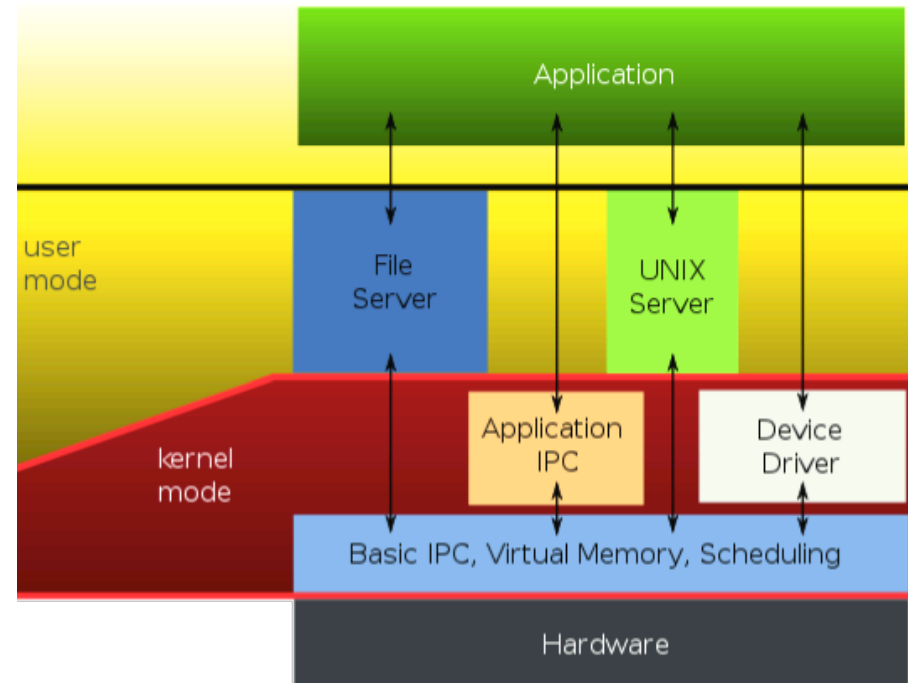 Application
user
mode
File
Server
UNIX
Server
kernel
mode
Application
IPC
Device
Driver
Basic IPC, Virtual Memory, Scheduling
Hardware